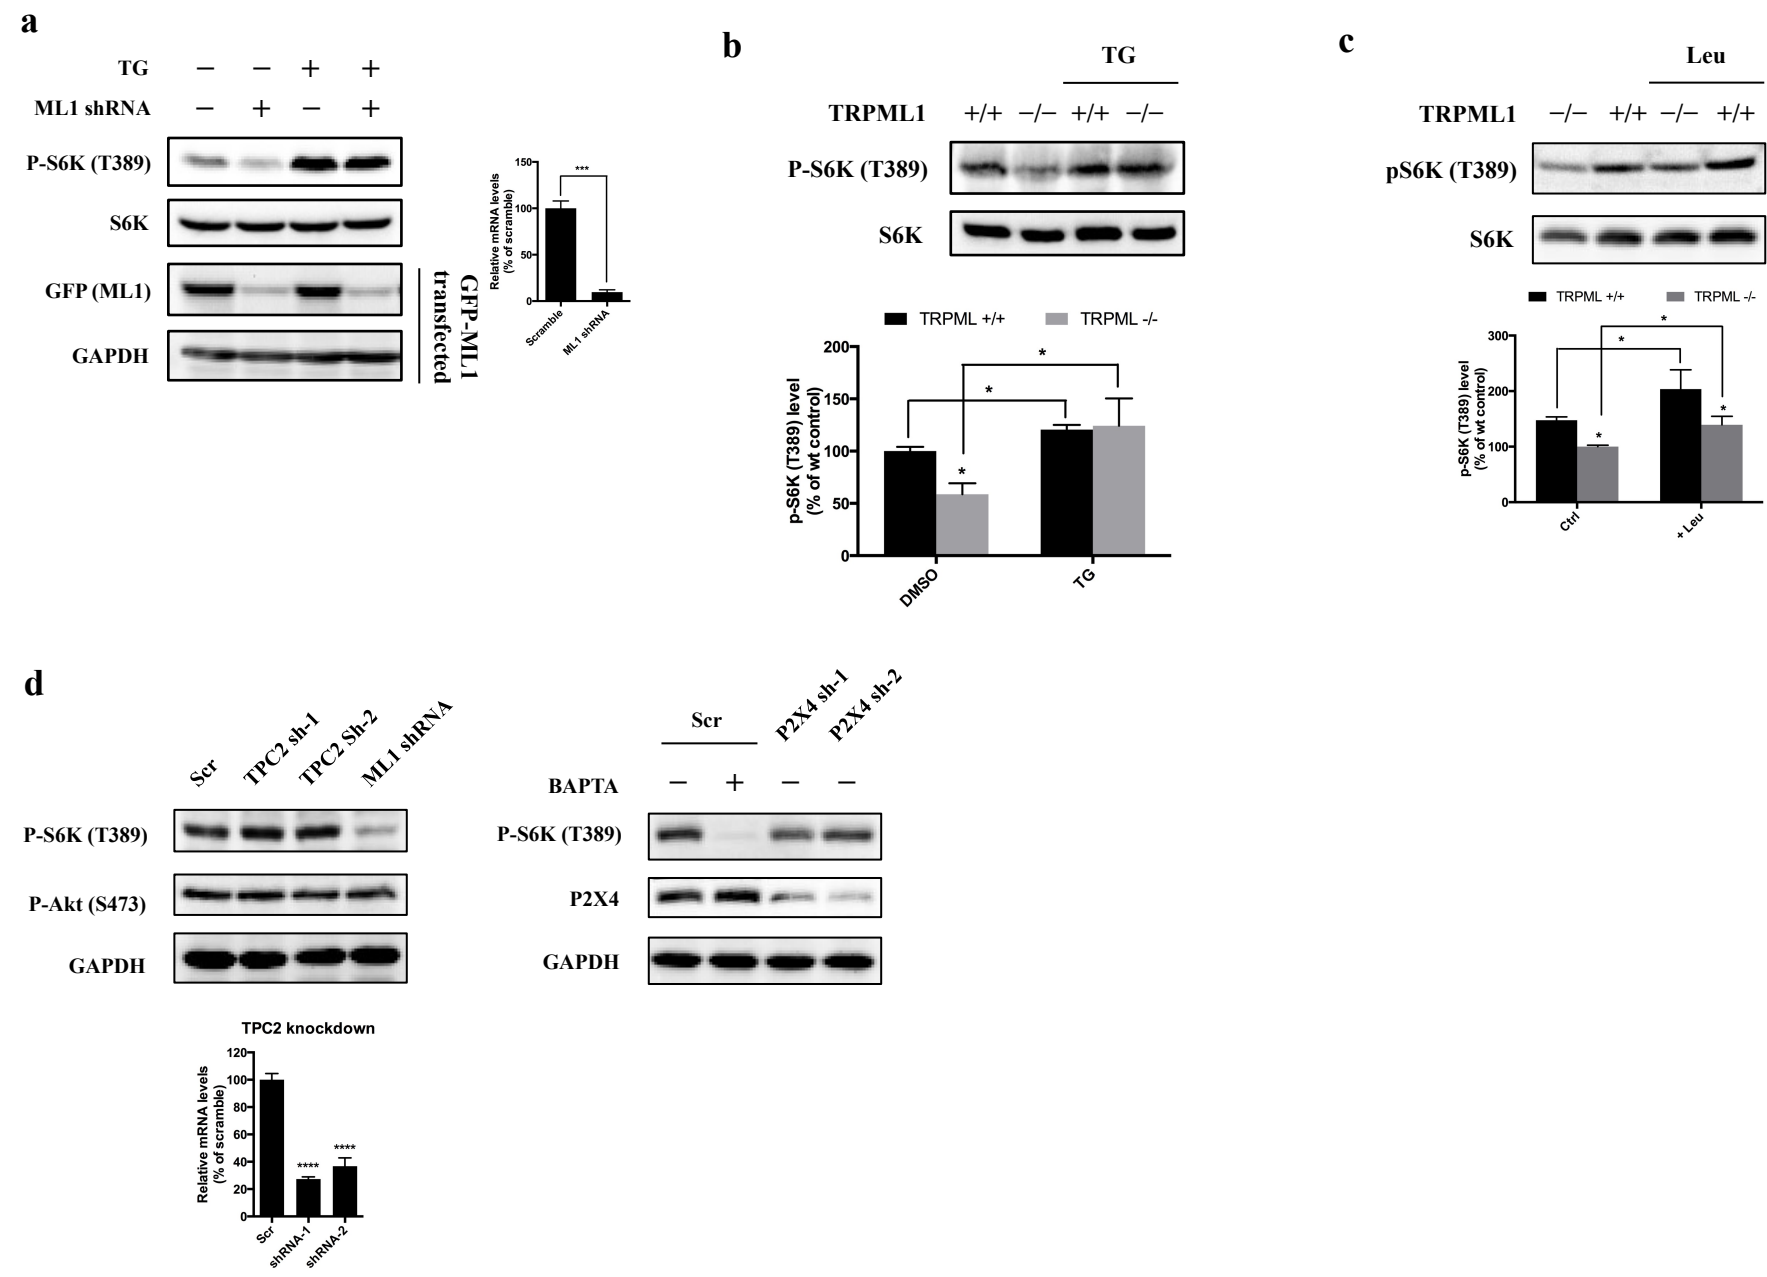 a
TG − − + +
ML1 shRNA − + − +
P-S6K (T389)
S6K
GFP (ML1)
GAPDH
GFP-ML1
transfected
Relative mRNA levels
(% of scramble)
150
100
50
0
***
Scramble
ML1 shRNA
b
TG
TRPML1 +/+ −/− +/+ −/−
P-S6K (T389)
S6K
TRPML +/+
TRPML -/-
p-S6K (T389) level
(% of wt control)
200
150
100
50
0
*
*
*
DMSO
TG
c
Leu
TRPML1 −/− +/+ −/− +/+
pS6K (T389)
S6K
TRPML +/+
TRPML -/-
p-S6K (T389) level
(% of wt control)
300
200
100
0
*
*
*
*
Ctrl
+ Leu
d
Scr
TPC2 sh-1
TPC2 Sh-2
ML1 shRNA
P-S6K (T389)
P-Akt (S473)
GAPDH
Scr
P2X4 sh-1
P2X4 sh-2
BAPTA − + − −
P-S6K (T389)
P2X4
GAPDH
TPC2 knockdown
Relative mRNA levels
(% of scramble)
120
100
80
60
40
20
0
****
****
Scr
shRNA-1
shRNA-2